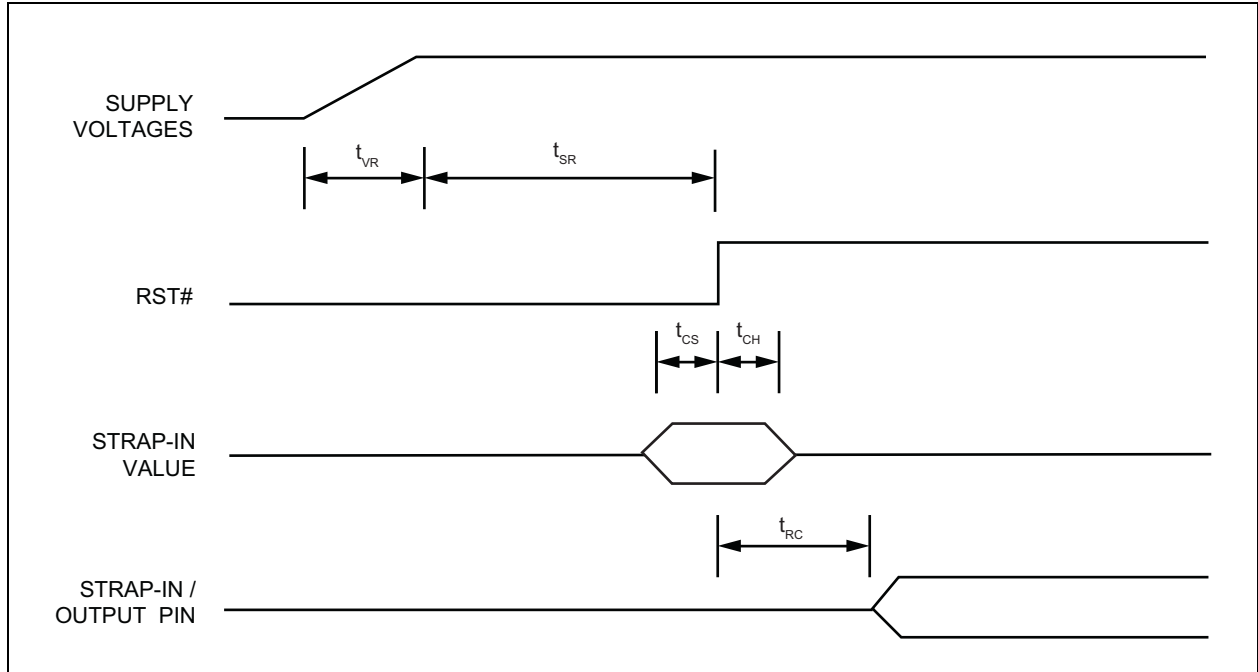 SUPPLY
VOLTAGES
tVR
tSR
RST#
tCS
tCH
STRAP-IN
VALUE
tRC
STRAP-IN /
OUTPUT PIN